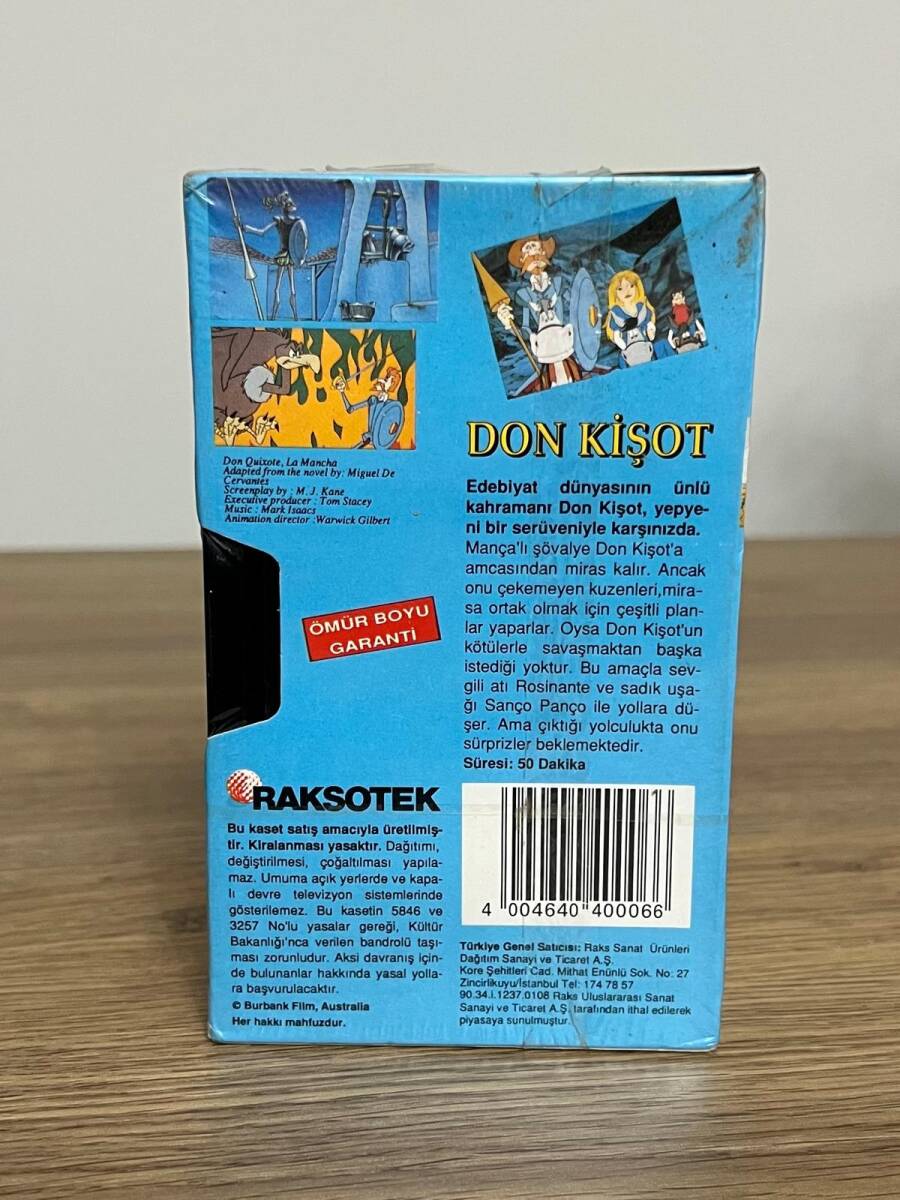 Don Quixote, La Mancha
Adapted from the novel by: Miguel De
Cervantes
Screenplay by : M. J. Kane
Executive producer : Tom Stacey
Music : Mark Isaacs
Animation director :Warwick Gilbert
ÖMÜR BOYU
GARANTİ
DON KİŞOT
Edebiyat dünyasının ünlü
kahramanı Don Kişot, yepye-
ni bir serüveniyle karşınızda.
Mança'lı şövalye Don Kişot'a
amcasından miras kalır. Ancak
onu çekemeyen kuzenleri,mira-
sa ortak olmak için çeşitli plan-
lar yaparlar. Oysa Don Kişot'un
kötülerle savaşmaktan başka
istediği yoktur. Bu amaçla sev-
gili atı Rosinante ve sadık uşa-
ğı Sanço Panço ile yollara dü-
şer. Ama çıktığı yolculukta onu
sürprizler beklemektedir.
Süresi: 50 Dakika
RAKSOTEK
Bu kaset satış amacıyla üretilmiş-
tir. Kiralanması yasaktır. Dağıtımı,
değiştirilmesi, çoğaltılması yapıla-
maz. Umuma açık yerlerde ve kapa-
lı devre televizyon sistemlerinde
gösterilemez. Bu kasetin 5846 ve
3257 No'lu yasalar gereği, Kültür
Bakanlığı'nca verilen bandrolü taşı-
ması zorunludur. Aksi davranış için-
de bulunanlar hakkında yasal yolla-
ra başvurulacaktır.
© Burbank Film, Australia
Her hakkı mahfuzdur.
1
4 004640 400066
Türkiye Genel Satıcısı: Raks Sanat Ürünleri
Dağıtım Sanayi ve Ticaret A.Ş.
Kore Şehitleri Cad. Mithat Enünlü Sok. No: 27
Zincirlikuyu/İstanbul Tel: 174 78 57
90.34.i.1237.0108 Raks Uluslararası Sanat
Sanayi ve Ticaret A.Ş. tarafından ithal edilerek
piyasaya sunulmuştur.